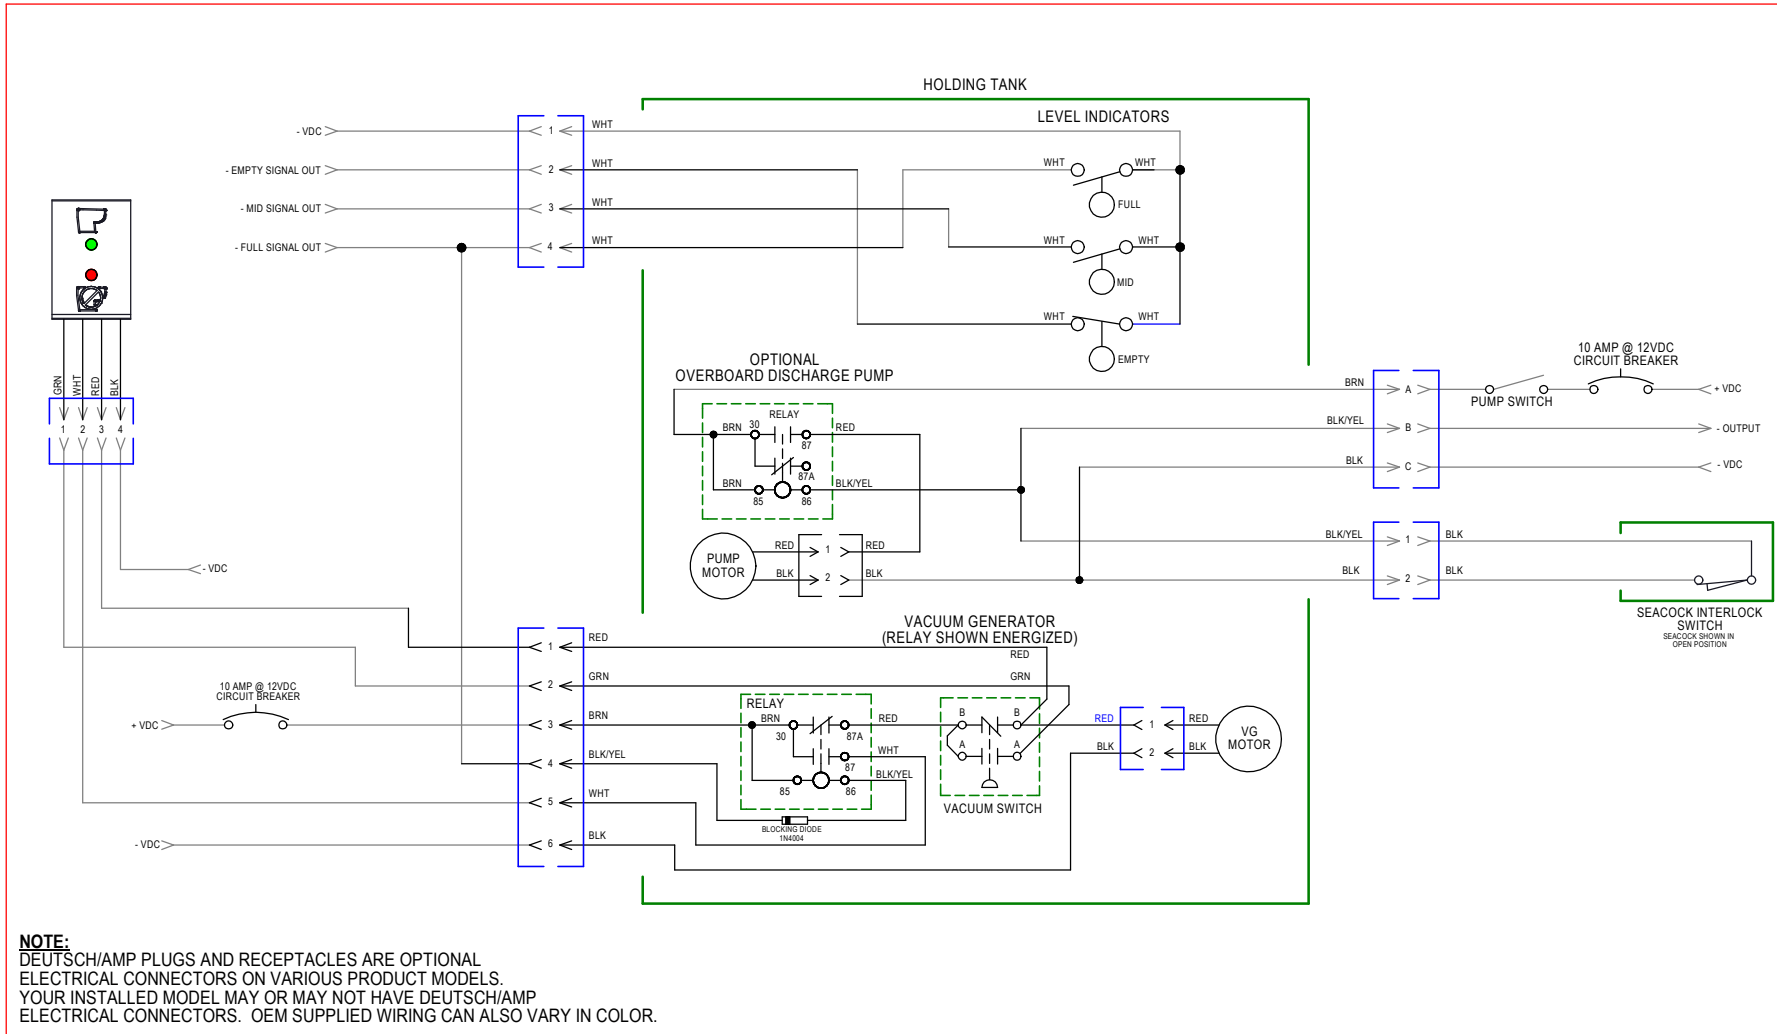 HOLDING TANK
LEVEL INDICATORS
- VDC
1
WHT
- EMPTY SIGNAL OUT
2
WHT
WHT
WHT
FULL
- MID SIGNAL OUT
3
WHT
- FULL SIGNAL OUT
4
WHT
WHT
WHT
MID
WHT
WHT
EMPTY
GRN
WHT
RED
BLK
1
2
3
4
- VDC
OPTIONAL
OVERBOARD DISCHARGE PUMP
RELAY
BRN
30
87
RED
87A
BRN
85
86
BLK/YEL
PUMP
MOTOR
RED
1
RED
BLK
2
BLK
10 AMP @ 12VDC
CIRCUIT BREAKER
BRN
A
PUMP SWITCH
+ VDC
BLK/YEL
B
- OUTPUT
BLK
C
- VDC
BLK/YEL
1
BLK
BLK
2
BLK
SEACOCK INTERLOCK
SWITCH
SEACOCK SHOWN IN
OPEN POSITION
VACUUM GENERATOR
(RELAY SHOWN ENERGIZED)
1
RED
RED
2
GRN
GRN
10 AMP @ 12VDC
CIRCUIT BREAKER
+ VDC
3
BRN
4
BLK/YEL
5
WHT
- VDC
6
BLK
RELAY
BRN
30
87A
RED
87
WHT
85
86
BLK/YEL
BLOCKING DIODE
1N4004
B
B
A
A
VACUUM SWITCH
RED
1
RED
BLK
2
BLK
VG
MOTOR
NOTE:
DEUTSCH/AMP PLUGS AND RECEPTACLES ARE OPTIONAL
ELECTRICAL CONNECTORS ON VARIOUS PRODUCT MODELS.
YOUR INSTALLED MODEL MAY OR MAY NOT HAVE DEUTSCH/AMP
ELECTRICAL CONNECTORS.  OEM SUPPLIED WIRING CAN ALSO VARY IN COLOR.